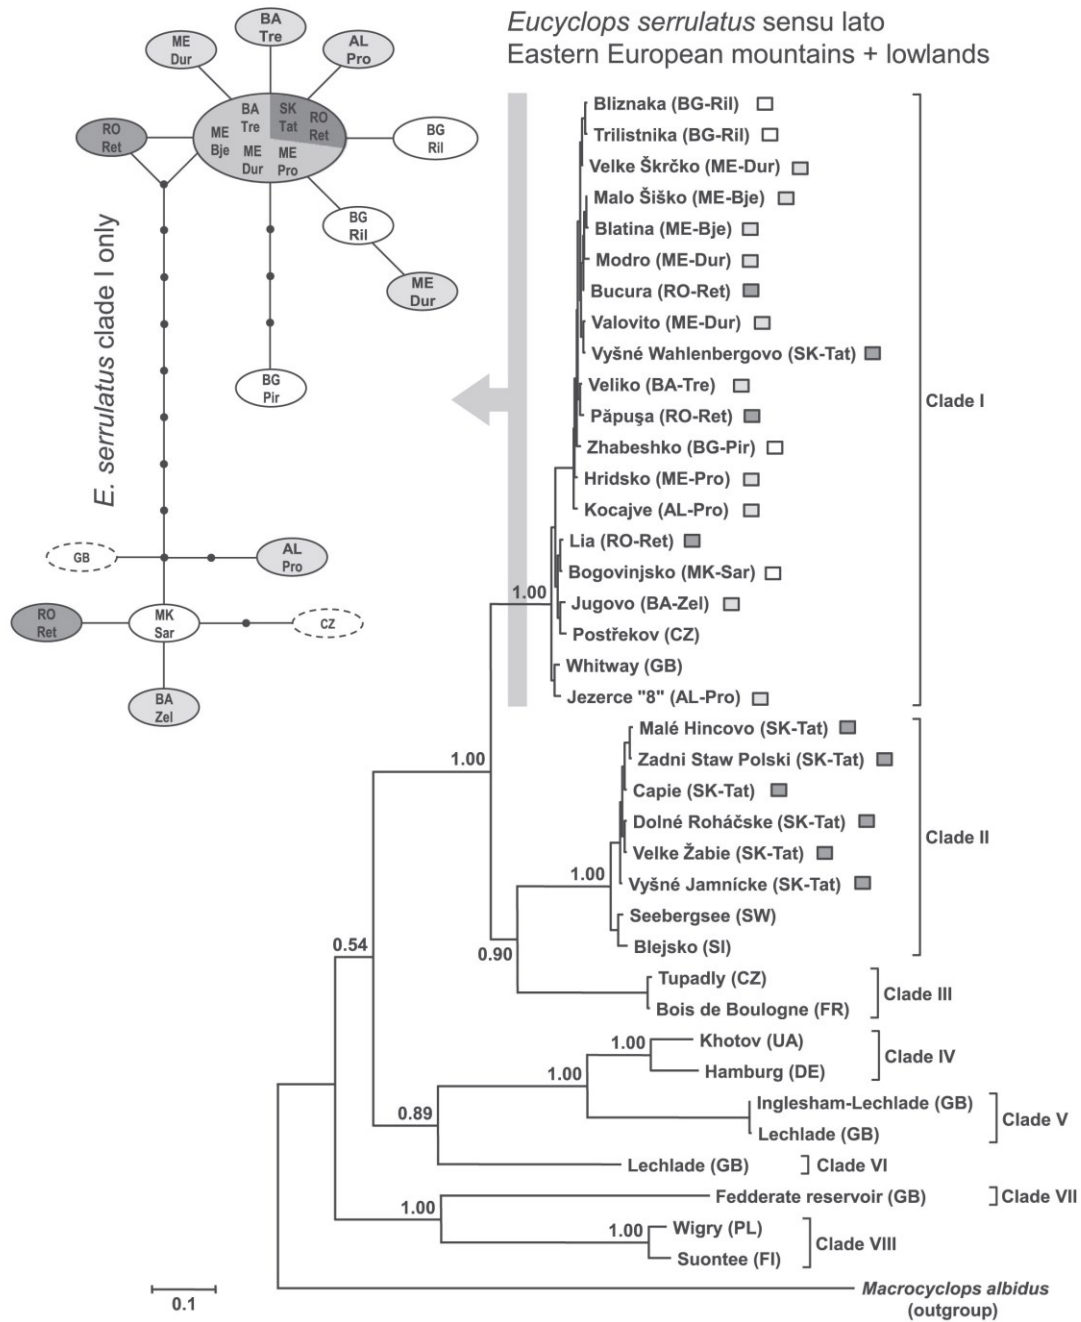 Eucyclops serrulatus sensu lato
Eastern European mountains + lowlands
BA
Tre
ME
Dur
AL
Pro
RO
Ret
BA
Tre
SK
Tat
RO
Ret
ME
Bje
ME
Dur
ME
Pro
BG
Ril
BG
Ril
ME
Dur
BG
Pir
E. serrulatus clade I only
GB
AL
Pro
RO
Ret
MK
Sar
CZ
BA
Zel
Bliznaka (BG-Ril)
Trilistnika (BG-Ril)
Velke Škrčko (ME-Dur)
Malo Šiško (ME-Bje)
Blatina (ME-Bje)
Modro (ME-Dur)
Bucura (RO-Ret)
Valovito (ME-Dur)
Vyšné Wahlenbergovo (SK-Tat)
Veliko (BA-Tre)
Păpuşa (RO-Ret)
Zhabeshko (BG-Pir)
Hridsko (ME-Pro)
Kocajve (AL-Pro)
Lia (RO-Ret)
Bogovinjsko (MK-Sar)
Jugovo (BA-Zel)
Postřekov (CZ)
Whitway (GB)
Jezerce "8" (AL-Pro)
Clade I
1.00
Malé Hincovo (SK-Tat)
Zadni Staw Polski (SK-Tat)
Capie (SK-Tat)
Dolné Roháčske (SK-Tat)
Velke Žabie (SK-Tat)
Vyšné Jamnícke (SK-Tat)
Seebergsee (SW)
Blejsko (SI)
Clade II
1.00
1.00
0.90
Tupadly (CZ)
Bois de Boulogne (FR)
Clade III
0.54
Khotov (UA)
Hamburg (DE)
Clade IV
1.00
1.00
Inglesham-Lechlade (GB)
Lechlade (GB)
Clade V
0.89
Lechlade (GB)
Clade VI
Fedderate reservoir (GB)
Clade VII
1.00
1.00
Wigry (PL)
Suontee (FI)
Clade VIII
Macrocyclops albidus
(outgroup)
0.1